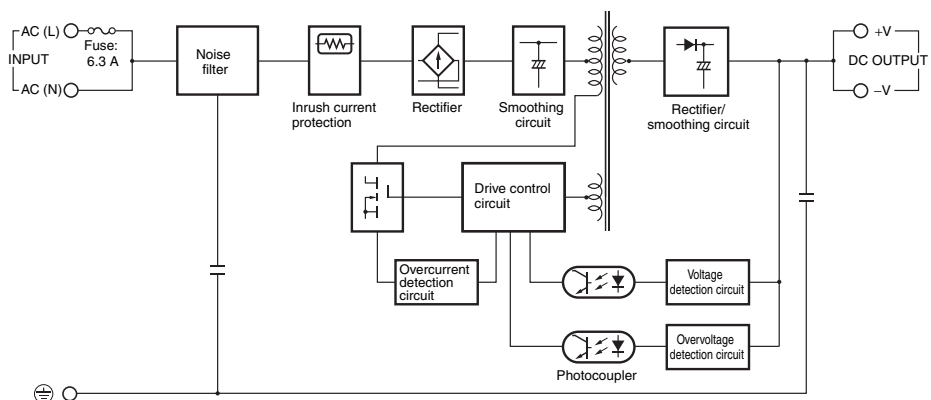 AC (L)
Fuse:
6.3 A
INPUT
AC (N)
Noise
filter
Inrush current
protection
Rectifier
Smoothing
circuit
Rectifier/
smoothing circuit
+V
DC OUTPUT
−V
Drive control
circuit
Overcurrent
detection
circuit
Voltage
detection circuit
Overvoltage
detection circuit
Photocoupler